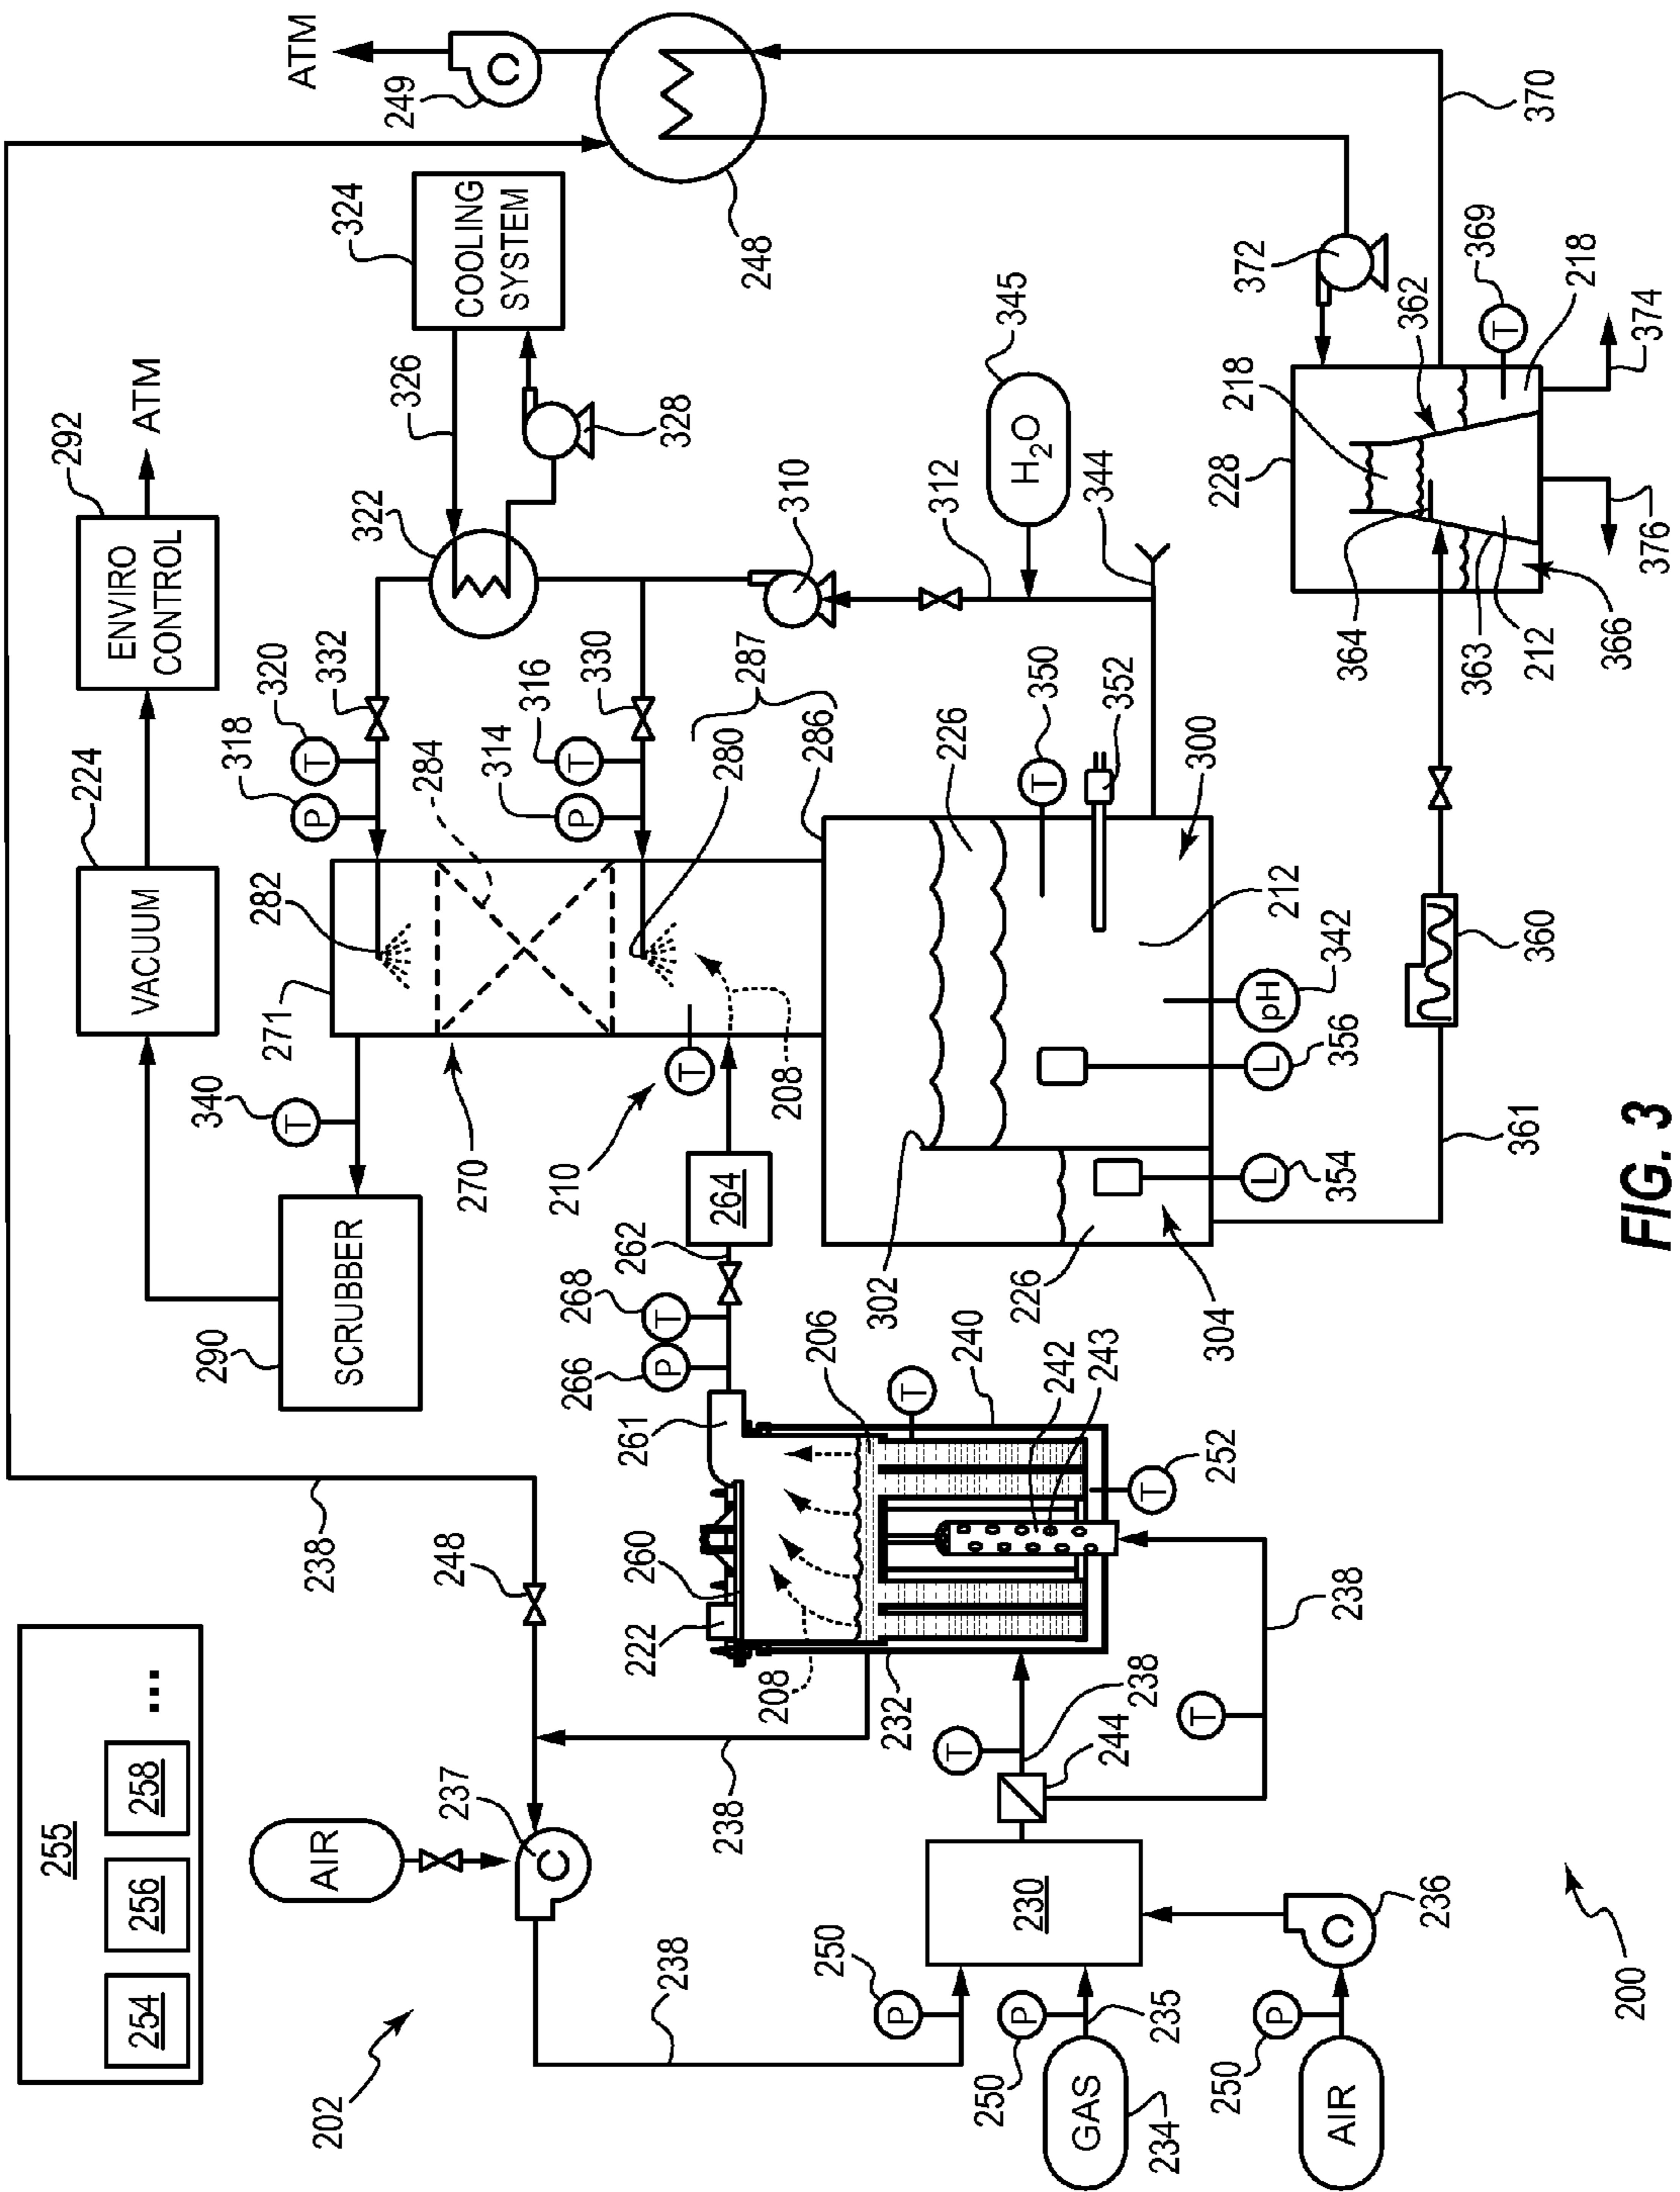 255
254
256
258
...
202
AIR
237
238
248
238
238
238
ATM
249
248
290
SCRUBBER
340
T
224
VACUUM
292
ENVIRO
CONTROL
ATM
271
282
270
210
T
208
284
280
287
286
318
P
320
T
332
314
P
316
T
330
322
326
324
COOLING
SYSTEM
328
310
312
345
H₂O
344
264
262
268
T
266
P
261
222
260
208
206
240
242
243
232
T
252
T
244
238
T
238
T
230
250
P
250
P
250
P
235
GAS
234
AIR
236
200
302
226
226
304
300
212
350
T
352
354
L
356
L
342
pH
361
360
228
218
218
362
364
363
212
366
376
374
369
T
372
370
FIG. 3